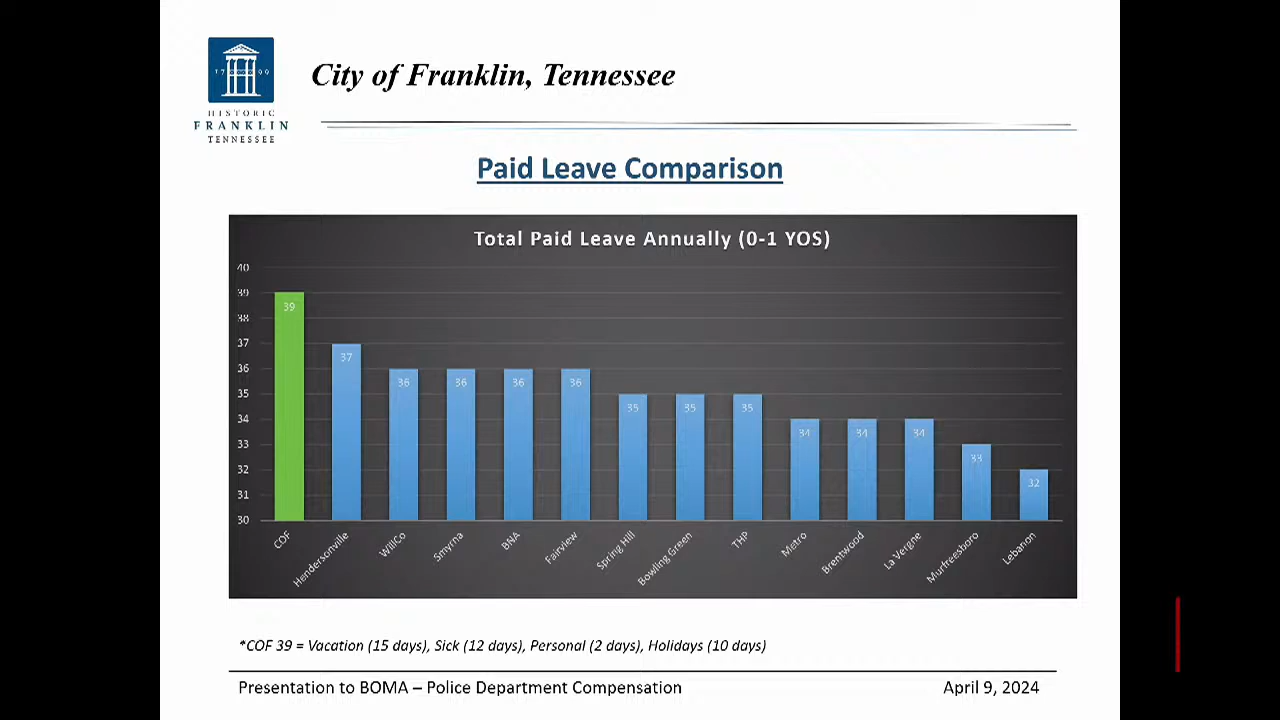 17 99
HISTORIC
FRANKLIN
TENNESSEE
City of Franklin, Tennessee
Paid Leave Comparison
Total Paid Leave Annually (0-1 YOS)
40
39
38
37
36
35
34
33
32
31
30
39
37
36
36
36
36
35
35
35
34
34
34
33
32
COF
Hendersonville
WillCo
Smyrna
BNA
Fairview
Spring Hill
Bowling Green
THP
Metro
Brentwood
La Vergne
Murfreesboro
Lebanon
*COF 39 = Vacation (15 days), Sick (12 days), Personal (2 days), Holidays (10 days)
Presentation to BOMA – Police Department Compensation
April 9, 2024